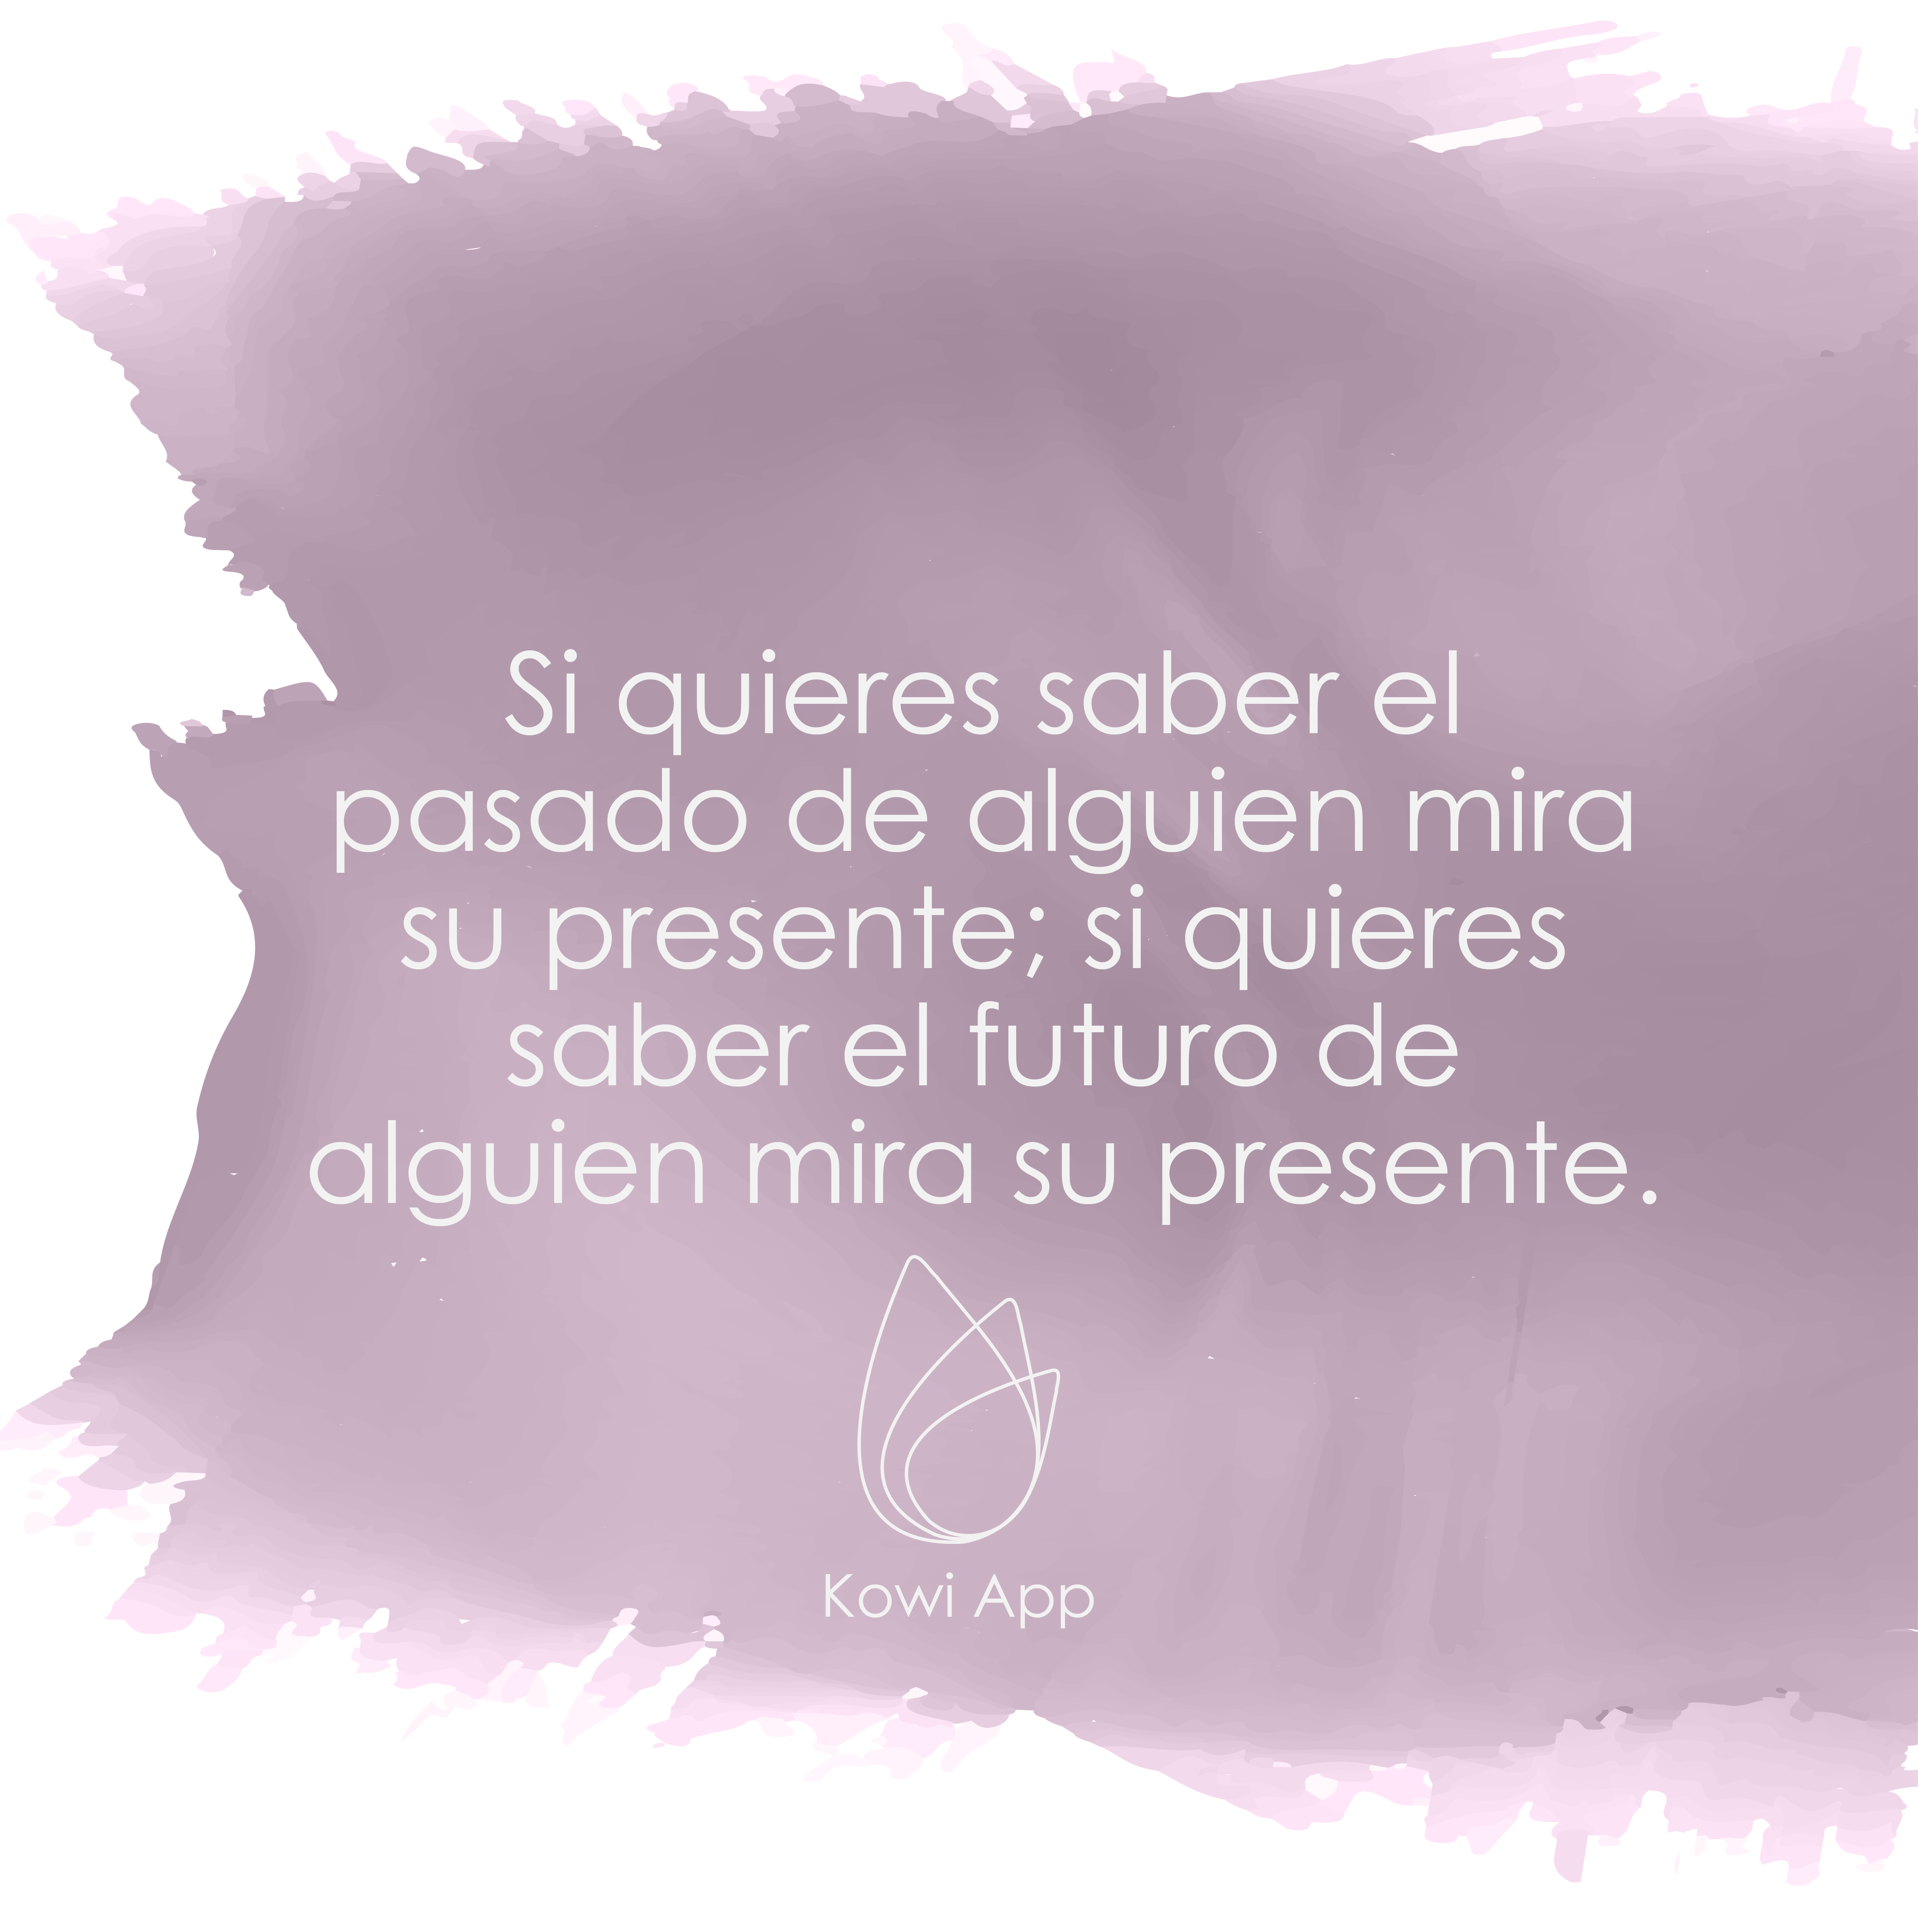 Si quieres saber el
pasado de alguien mira
su presente; si quieres
saber el futuro de
alguien mira su presente.
Kowi App